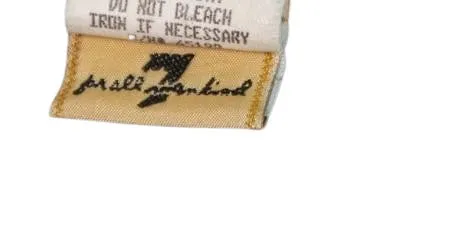 DO NOT BLEACH
IRON IF NECESSARY
7
for all mankind